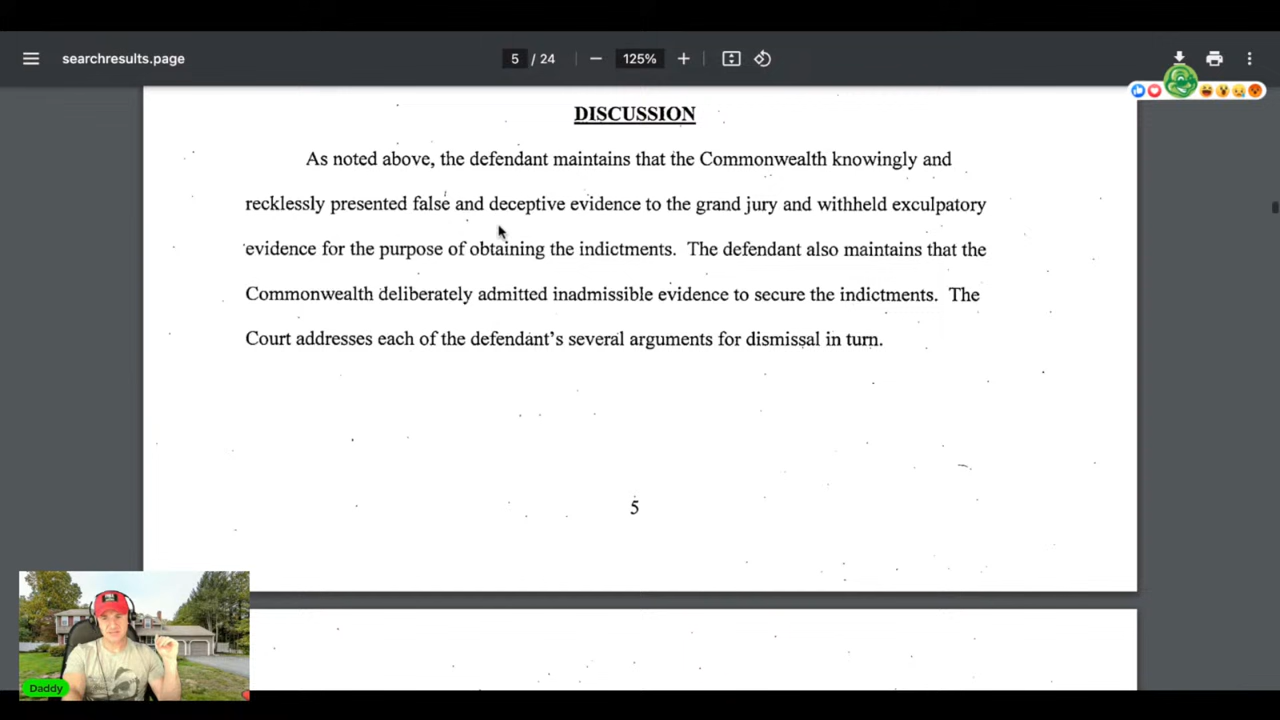 searchresults.page
5 / 24
125%
DISCUSSION
As noted above, the defendant maintains that the Commonwealth knowingly and
recklessly presented false and deceptive evidence to the grand jury and withheld exculpatory
evidence for the purpose of obtaining the indictments. The defendant also maintains that the
Commonwealth deliberately admitted inadmissible evidence to secure the indictments. The
Court addresses each of the defendant's several arguments for dismissal in turn.
5
Daddy